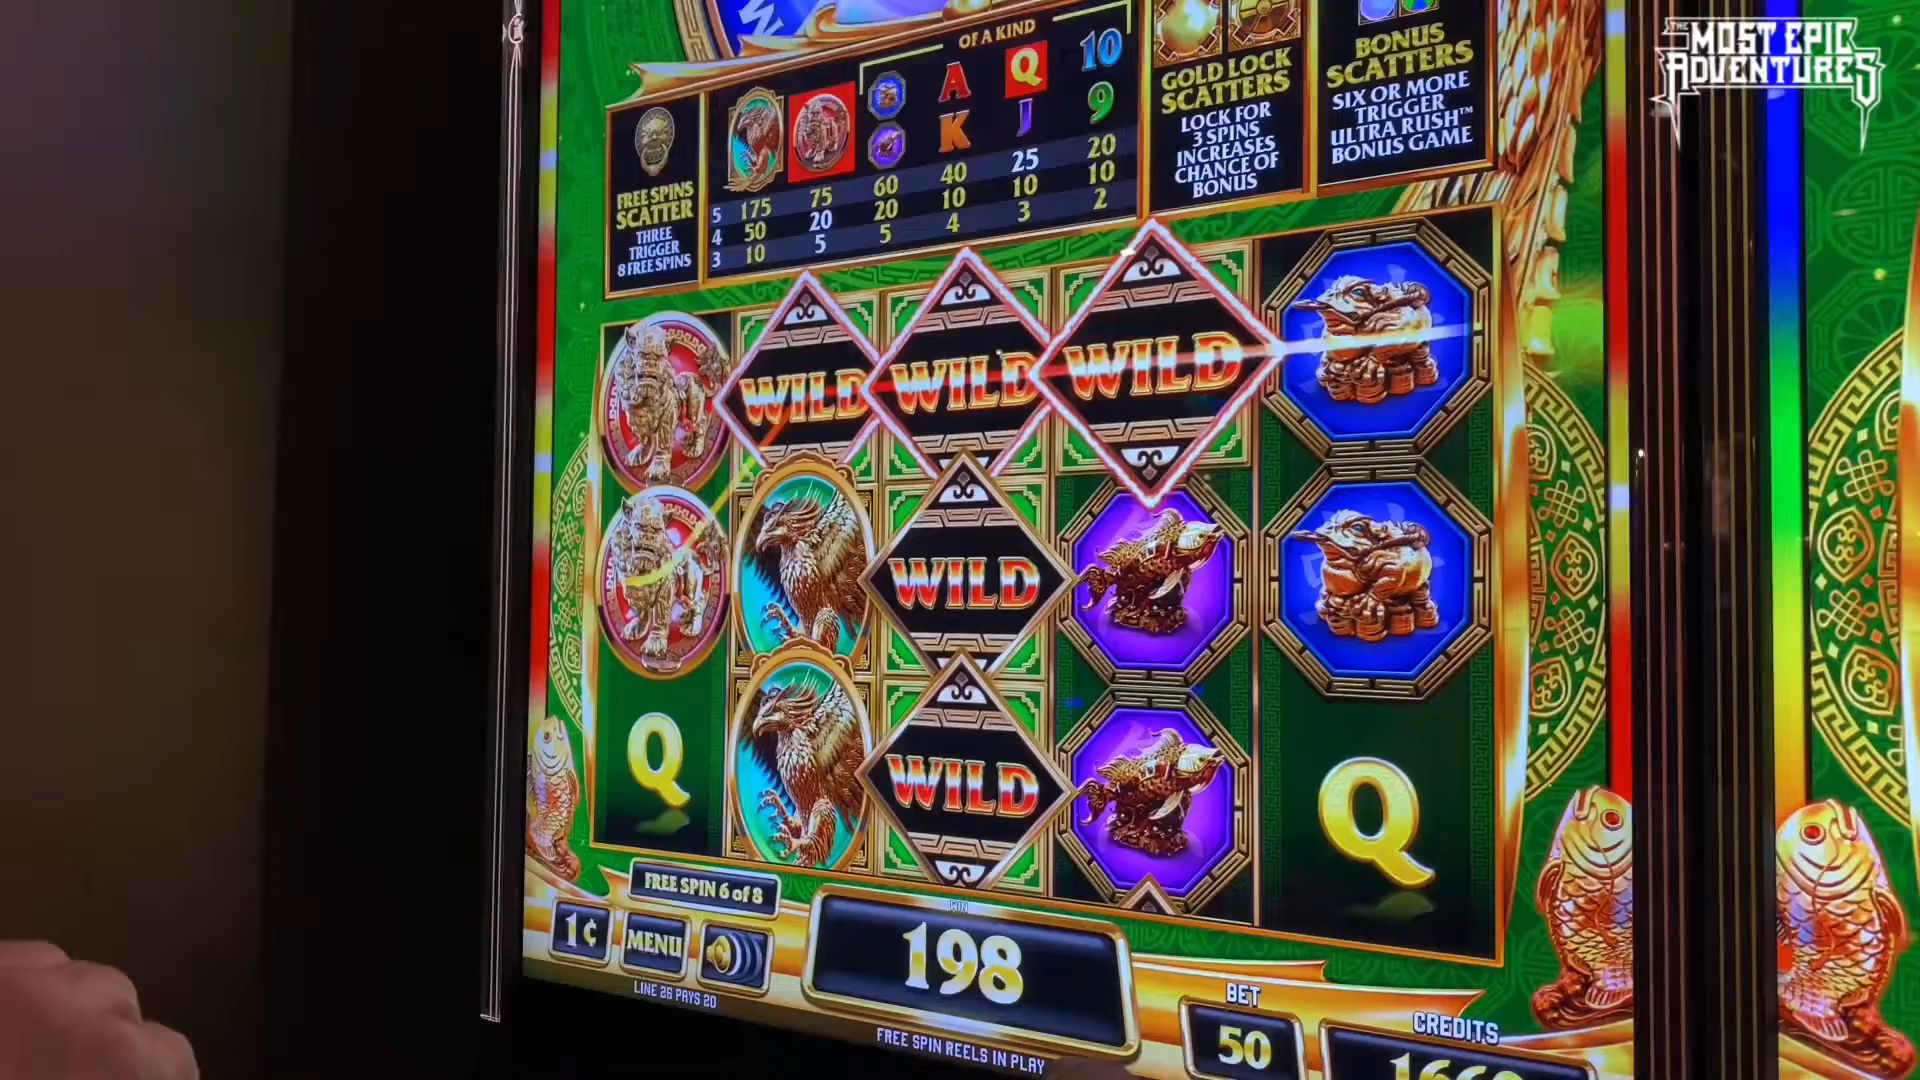 THE
MOST EPIC
ADVENTURES
OF A KIND
FREE SPINS
SCATTER
THREE
TRIGGER
8 FREE SPINS
A Q 10
K J 9
5 175 75 60 40 25 20
4 50 20 20 10 10 10
3 10 5 5 4 3 2
GOLD LOCK
SCATTERS
LOCK FOR
3 SPINS
INCREASES
CHANCE OF
BONUS
BONUS
SCATTERS
SIX OR MORE
TRIGGER
ULTRA RUSH™
BONUS GAME
WILD WILD WILD
WILD
Q WILD Q
FREE SPIN 6 of 8
1¢ MENU
LINE 26 PAYS 20
WIN
198
FREE SPIN REELS IN PLAY
BET
50
CREDITS